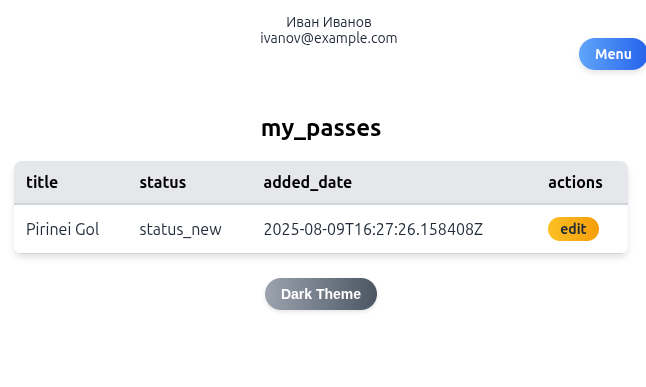 Иван Иванов
ivanov@example.com
Menu
my_passes
title status added_date actions
Pirinei Gol status_new 2025-08-09T16:27:26.158408Z edit
Dark Theme